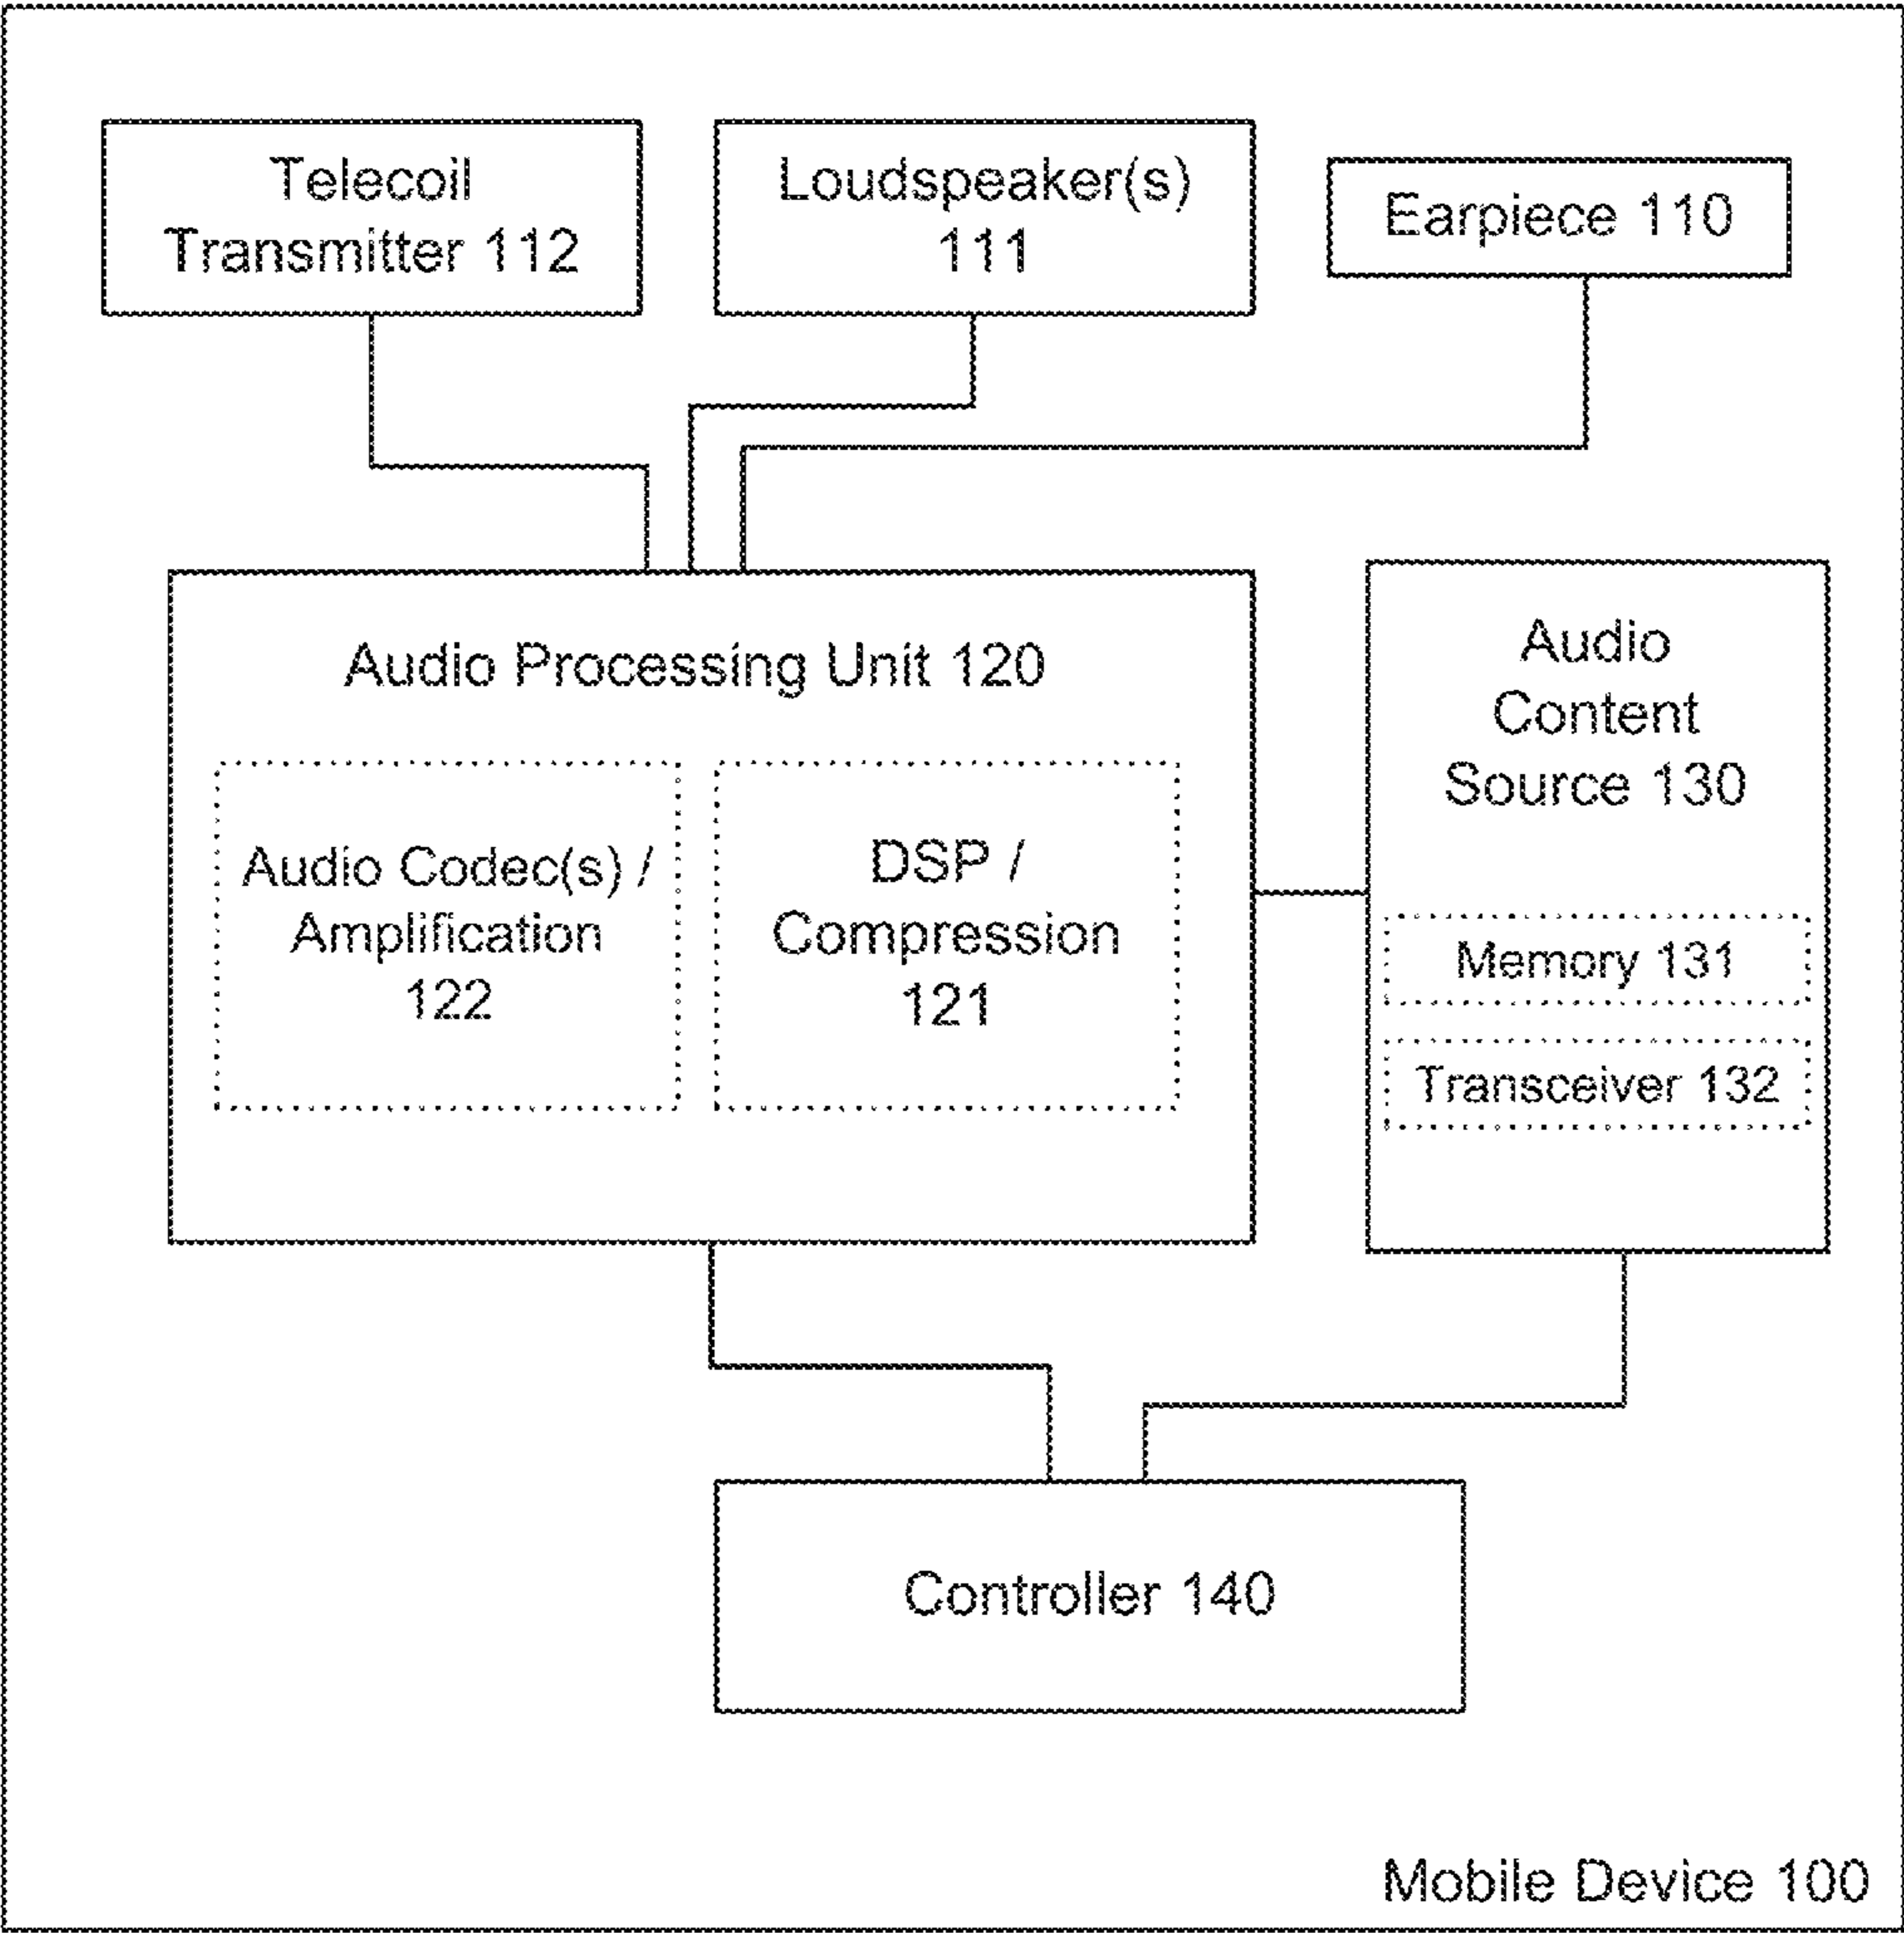 Telecoil
Transmitter 112
Loudspeaker(s)
111
Earpiece 110
Audio Processing Unit 120
Audio Codec(s) /
Amplification
122
DSP /
Compression
121
Audio
Content
Source 130
Memory 131
Transceiver 132
Controller 140
Mobile Device 100